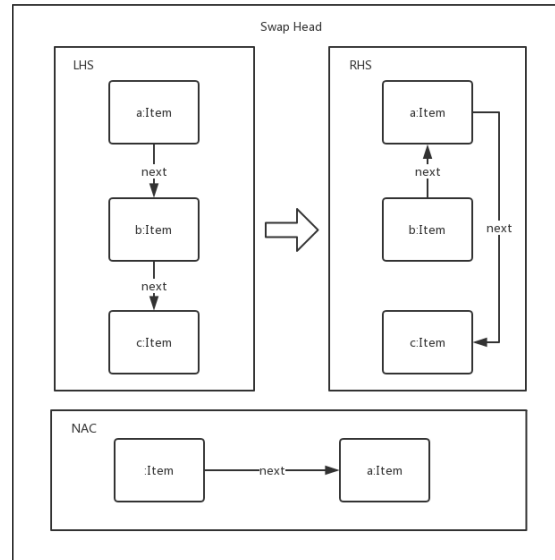 Swap Head
LHS
a:Item
next
b:Item
next
c:Item
RHS
a:Item
next
b:Item
next
c:Item
NAC
:Item
next
a:Item